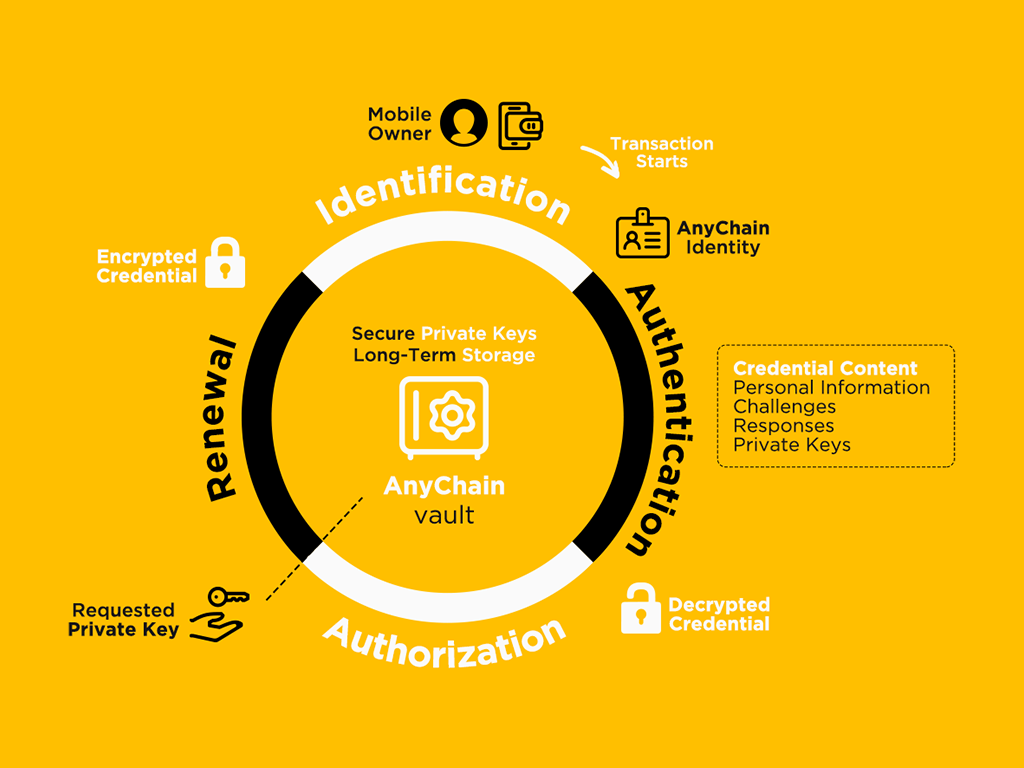 Mobile
Owner
Transaction
Starts
Identification
AnyChain
Identity
Encrypted
Credential
Authentication
Secure Private Keys
Long-Term Storage
Credential Content
Personal Information
Challenges
Responses
Private Keys
Renewal
AnyChain
vault
Decrypted
Credential
Requested
Private Key
Authorization